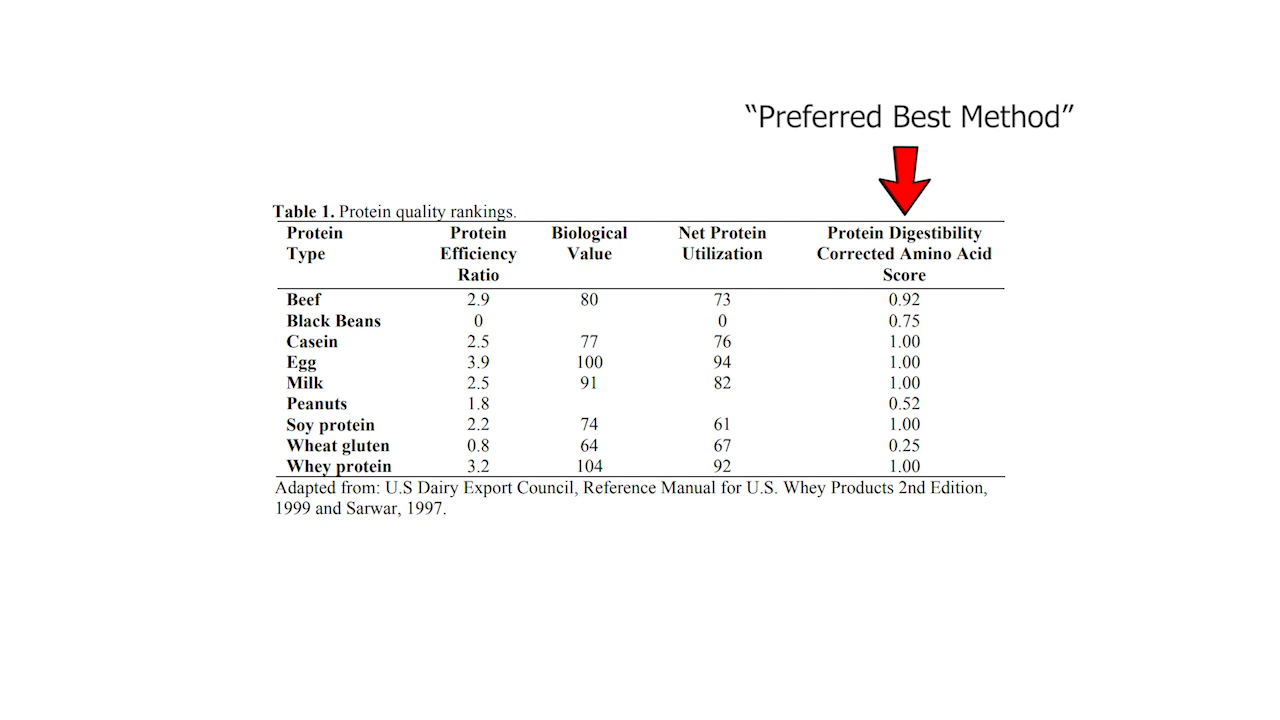 “Preferred Best Method”
Table 1. Protein quality rankings.
Protein Type Protein Efficiency Ratio Biological Value Net Protein Utilization Protein Digestibility Corrected Amino Acid Score
Beef 2.9 80 73 0.92
Black Beans 0 0 0.75
Casein 2.5 77 76 1.00
Egg 3.9 100 94 1.00
Milk 2.5 91 82 1.00
Peanuts 1.8 0.52
Soy protein 2.2 74 61 1.00
Wheat gluten 0.8 64 67 0.25
Whey protein 3.2 104 92 1.00
Adapted from: U.S Dairy Export Council, Reference Manual for U.S. Whey Products 2nd Edition,
1999 and Sarwar, 1997.